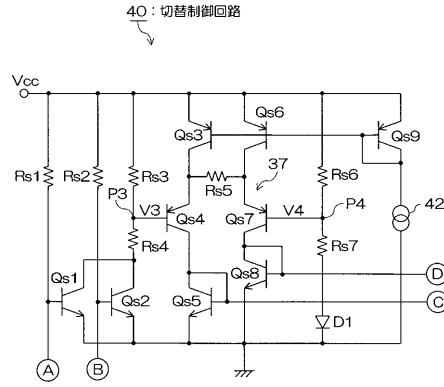 40：切替制御回路
Vcc
Qs3
Qs6
Qs9
Rs1
Rs2
Rs3
Rs5
37
Rs6
42
P3
V3
Qs4
Qs7
V4
P4
Rs4
Rs7
Qs1
Qs2
Qs5
Qs8
D1
D
C
A
B